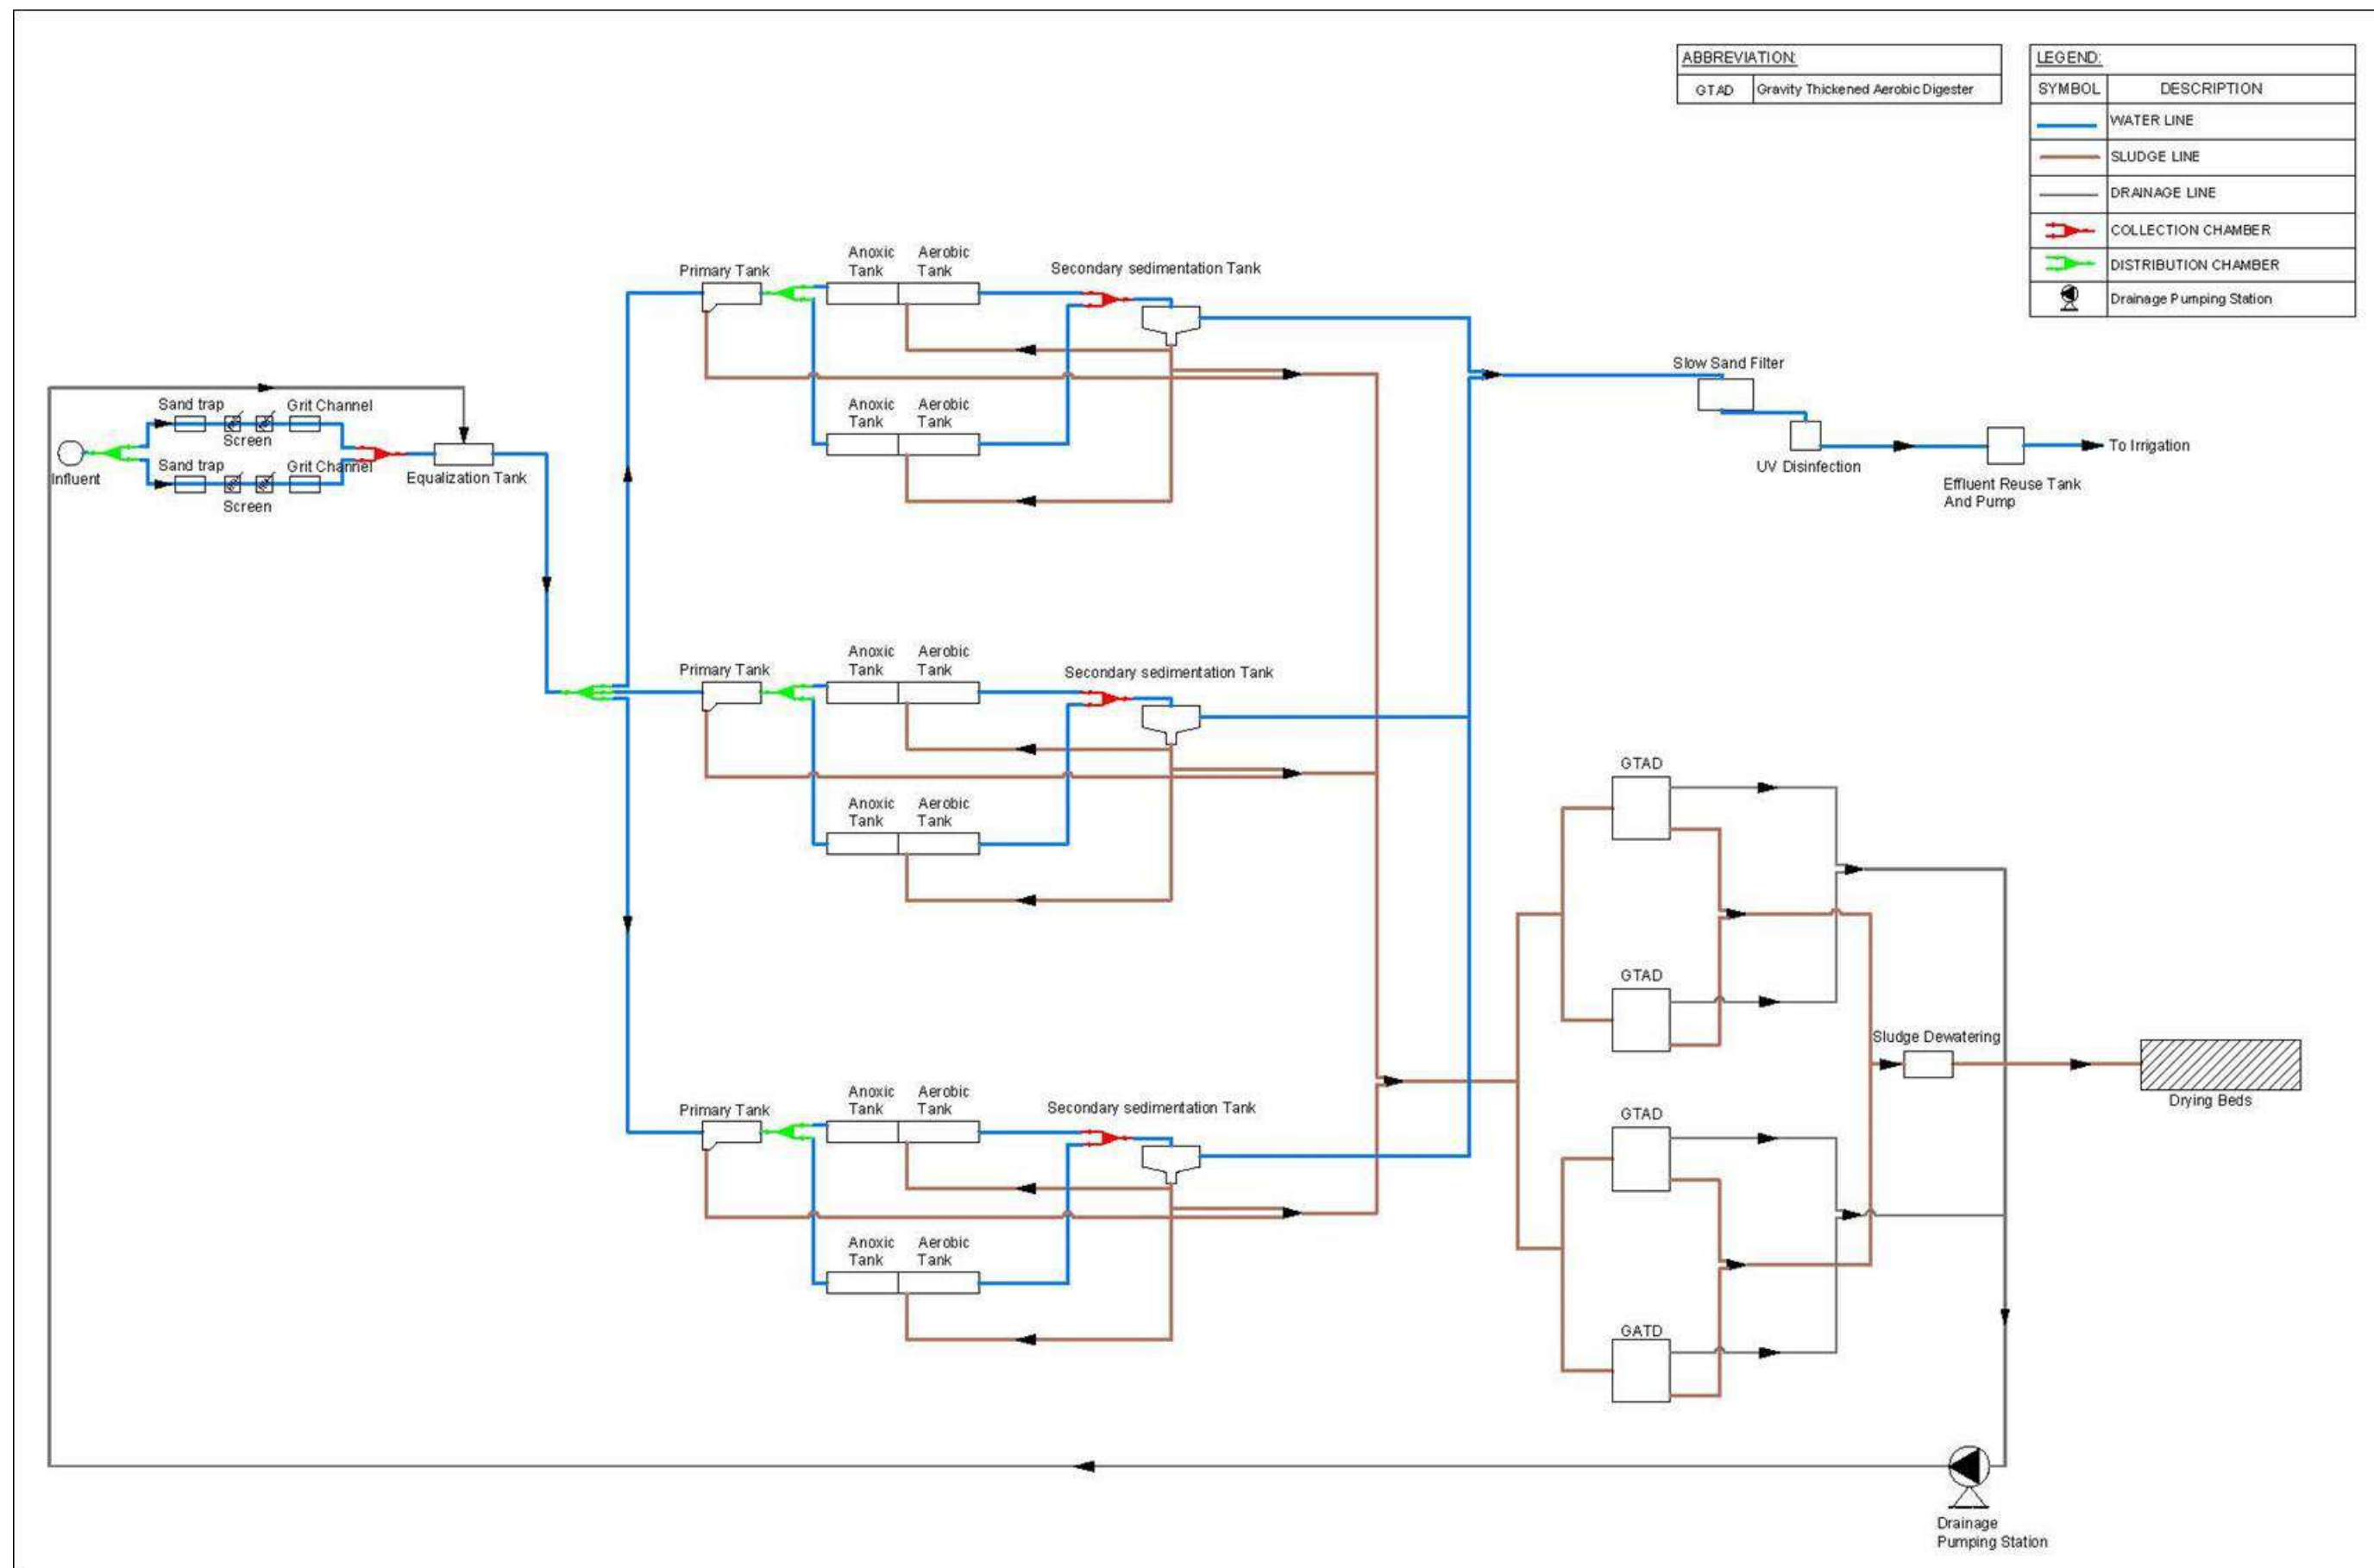 ABBREVIATION:
GTAD Gravity Thickened Aerobic Digester
LEGEND:
SYMBOL DESCRIPTION
WATER LINE
SLUDGE LINE
DRAINAGE LINE
COLLECTION CHAMBER
DISTRIBUTION CHAMBER
Drainage Pumping Station
Influent
Sand trap
Screen
Grit Channel
Sand trap
Screen
Grit Channel
Equalization Tank
Primary Tank
Anoxic
Tank
Aerobic
Tank
Secondary sedimentation Tank
Anoxic
Tank
Aerobic
Tank
Slow Sand Filter
UV Disinfection
Effluent Reuse Tank
And Pump
To Irrigation
Primary Tank
Anoxic
Tank
Aerobic
Tank
Secondary sedimentation Tank
Anoxic
Tank
Aerobic
Tank
Primary Tank
Anoxic
Tank
Aerobic
Tank
Secondary sedimentation Tank
Anoxic
Tank
Aerobic
Tank
GTAD
GTAD
GTAD
GATD
Sludge Dewatering
Drying Beds
Drainage
Pumping Station